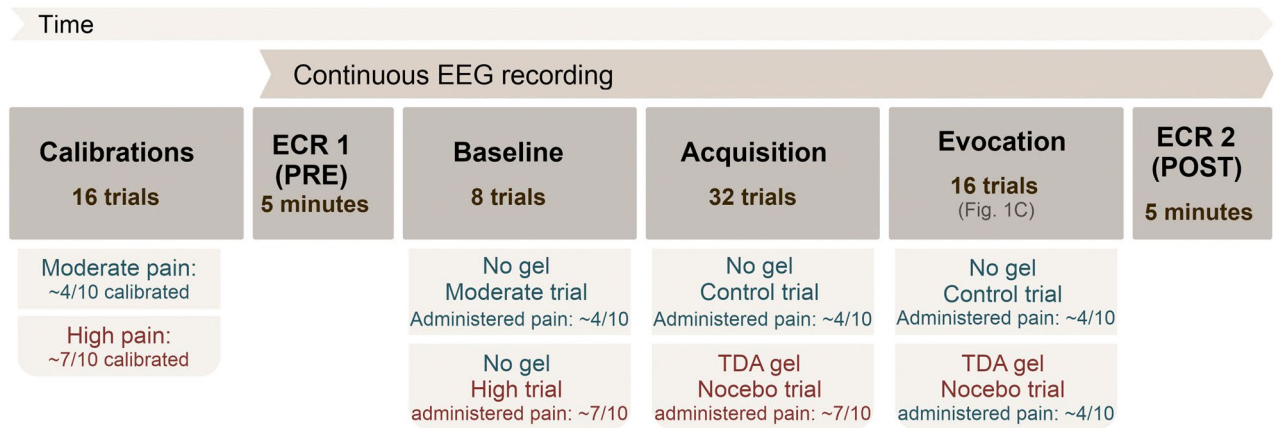 Time
Continuous EEG recording
Calibrations
16 trials
ECR 1
(PRE)
5 minutes
Baseline
8 trials
Acquisition
32 trials
Evocation
16 trials
(Fig. 1C)
ECR 2
(POST)
5 minutes
Moderate pain:
~4/10 calibrated
High pain:
~7/10 calibrated
No gel
Moderate trial
Administered pain: ~4/10
No gel
High trial
administered pain: ~7/10
No gel
Control trial
Administered pain: ~4/10
TDA gel
Nocebo trial
administered pain: ~7/10
No gel
Control trial
Administered pain: ~4/10
TDA gel
Nocebo trial
administered pain: ~4/10